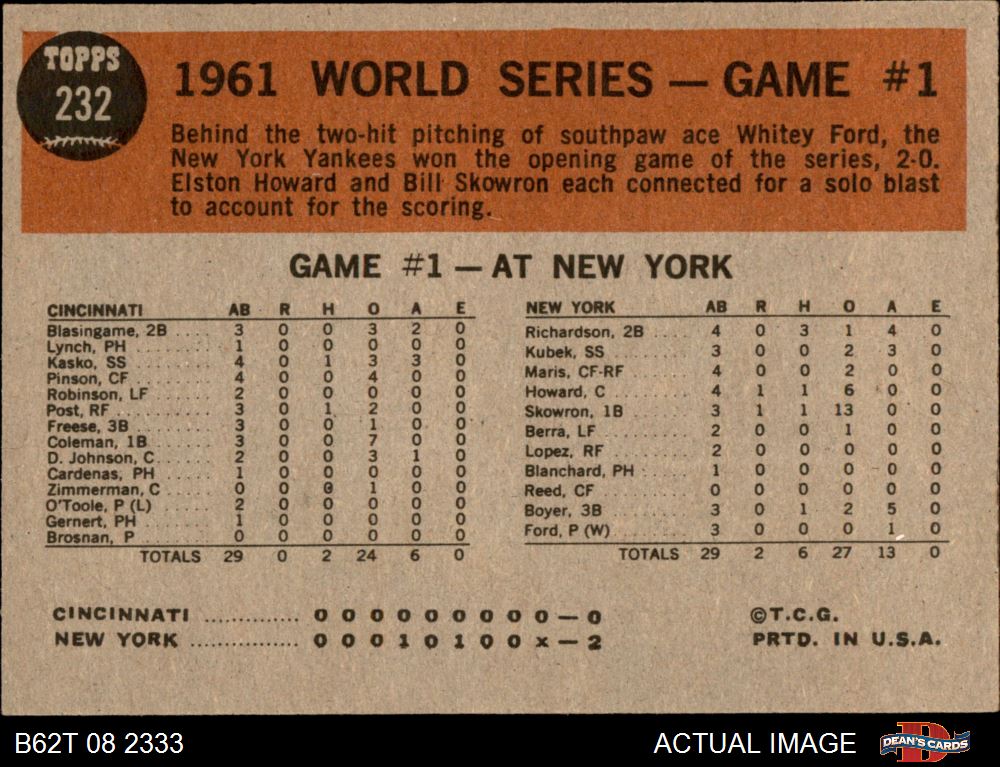 TOPPS
232
1961 WORLD SERIES — GAME #1
Behind the two-hit pitching of southpaw ace Whitey Ford, the
New York Yankees won the opening game of the series, 2-0.
Elston Howard and Bill Skowron each connected for a solo blast
to account for the scoring.
GAME #1 — AT NEW YORK
CINCINNATI AB R H O A E
Blasingame, 2B .... 3 0 0 3 2 0
Lynch, PH ......... 1 0 0 0 0 0
Kasko, SS ......... 4 0 1 3 3 0
Pinson, CF ........ 4 0 0 4 0 0
Robinson, LF ...... 2 0 0 0 0 0
Post, RF .......... 3 0 1 2 0 0
Freese, 3B ........ 3 0 0 1 0 0
Coleman, 1B ....... 3 0 0 7 0 0
D. Johnson, C ..... 2 0 0 3 1 0
Cardenas, PH ...... 1 0 0 0 0 0
Zimmerman, C ...... 0 0 0 1 0 0
O'Toole, P (L) .... 2 0 0 0 0 0
Gernert, PH ....... 1 0 0 0 0 0
Brosnan, P ........ 0 0 0 0 0 0
TOTALS 29 0 2 24 6 0
NEW YORK AB R H O A E
Richardson, 2B .... 4 0 3 1 4 0
Kubek, SS ......... 3 0 0 2 3 0
Maris, CF-RF ...... 4 0 0 2 0 0
Howard, C ......... 4 1 1 6 0 0
Skowron, 1B ....... 3 1 1 13 0 0
Berra, LF ......... 2 0 0 1 0 0
Lopez, RF ......... 2 0 0 0 0 0
Blanchard, PH ..... 1 0 0 0 0 0
Reed, CF .......... 0 0 0 0 0 0
Boyer, 3B ......... 3 0 1 2 5 0
Ford, P (W) ....... 3 0 0 0 1 0
TOTALS 29 2 6 27 13 0
CINCINNATI .............. 0 0 0 0 0 0 0 0 0 — 0
NEW YORK ................ 0 0 0 1 0 1 0 0 x — 2
©T.C.G.
PRTD. IN U.S.A.
B62T 08 2333
ACTUAL IMAGE
D
DEAN'S CARDS